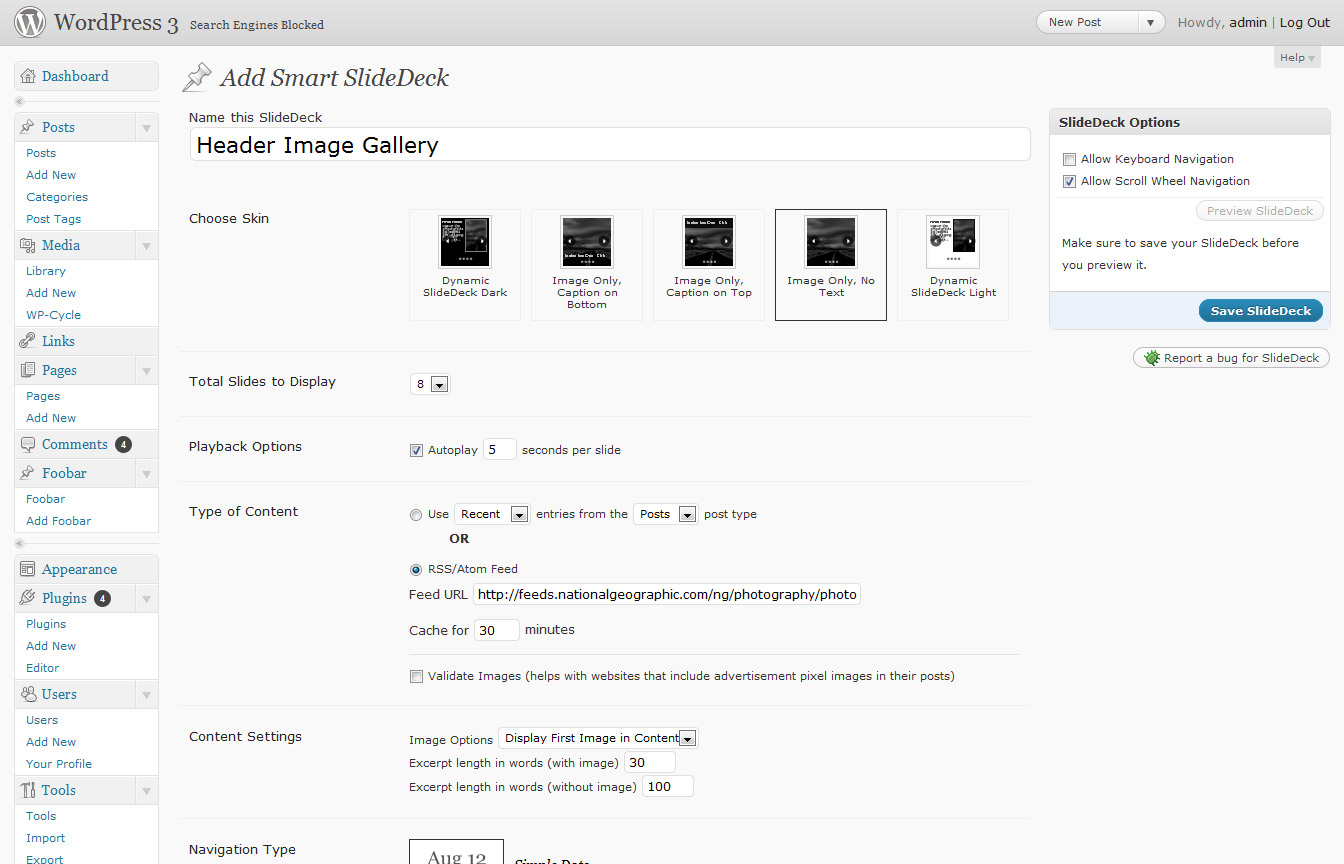 WordPress 3 Search Engines Blocked
New Post
Howdy, admin | Log Out
Help
Dashboard
Posts
Posts
Add New
Categories
Post Tags
Media
Library
Add New
WP-Cycle
Links
Pages
Pages
Add New
Comments 4
Foobar
Foobar
Add Foobar
Appearance
Plugins 4
Plugins
Add New
Editor
Users
Users
Add New
Your Profile
Tools
Tools
Import
Export
Add Smart SlideDeck
Name this SlideDeck
Header Image Gallery
Choose Skin
Dynamic
SlideDeck Dark
Image Only,
Caption on
Bottom
Image Only,
Caption on Top
Image Only, No
Text
Dynamic
SlideDeck Light
Total Slides to Display
8
Playback Options
Autoplay 5 seconds per slide
Type of Content
Use Recent entries from the Posts post type
OR
RSS/Atom Feed
Feed URL http://feeds.nationalgeographic.com/ng/photography/photo
Cache for 30 minutes
Validate Images (helps with websites that include advertisement pixel images in their posts)
Content Settings
Image Options Display First Image in Content
Excerpt length in words (with image) 30
Excerpt length in words (without image) 100
Navigation Type
Aug 12
Simple Dots
SlideDeck Options
Allow Keyboard Navigation
Allow Scroll Wheel Navigation
Preview SlideDeck
Make sure to save your SlideDeck before
you preview it.
Save SlideDeck
Report a bug for SlideDeck